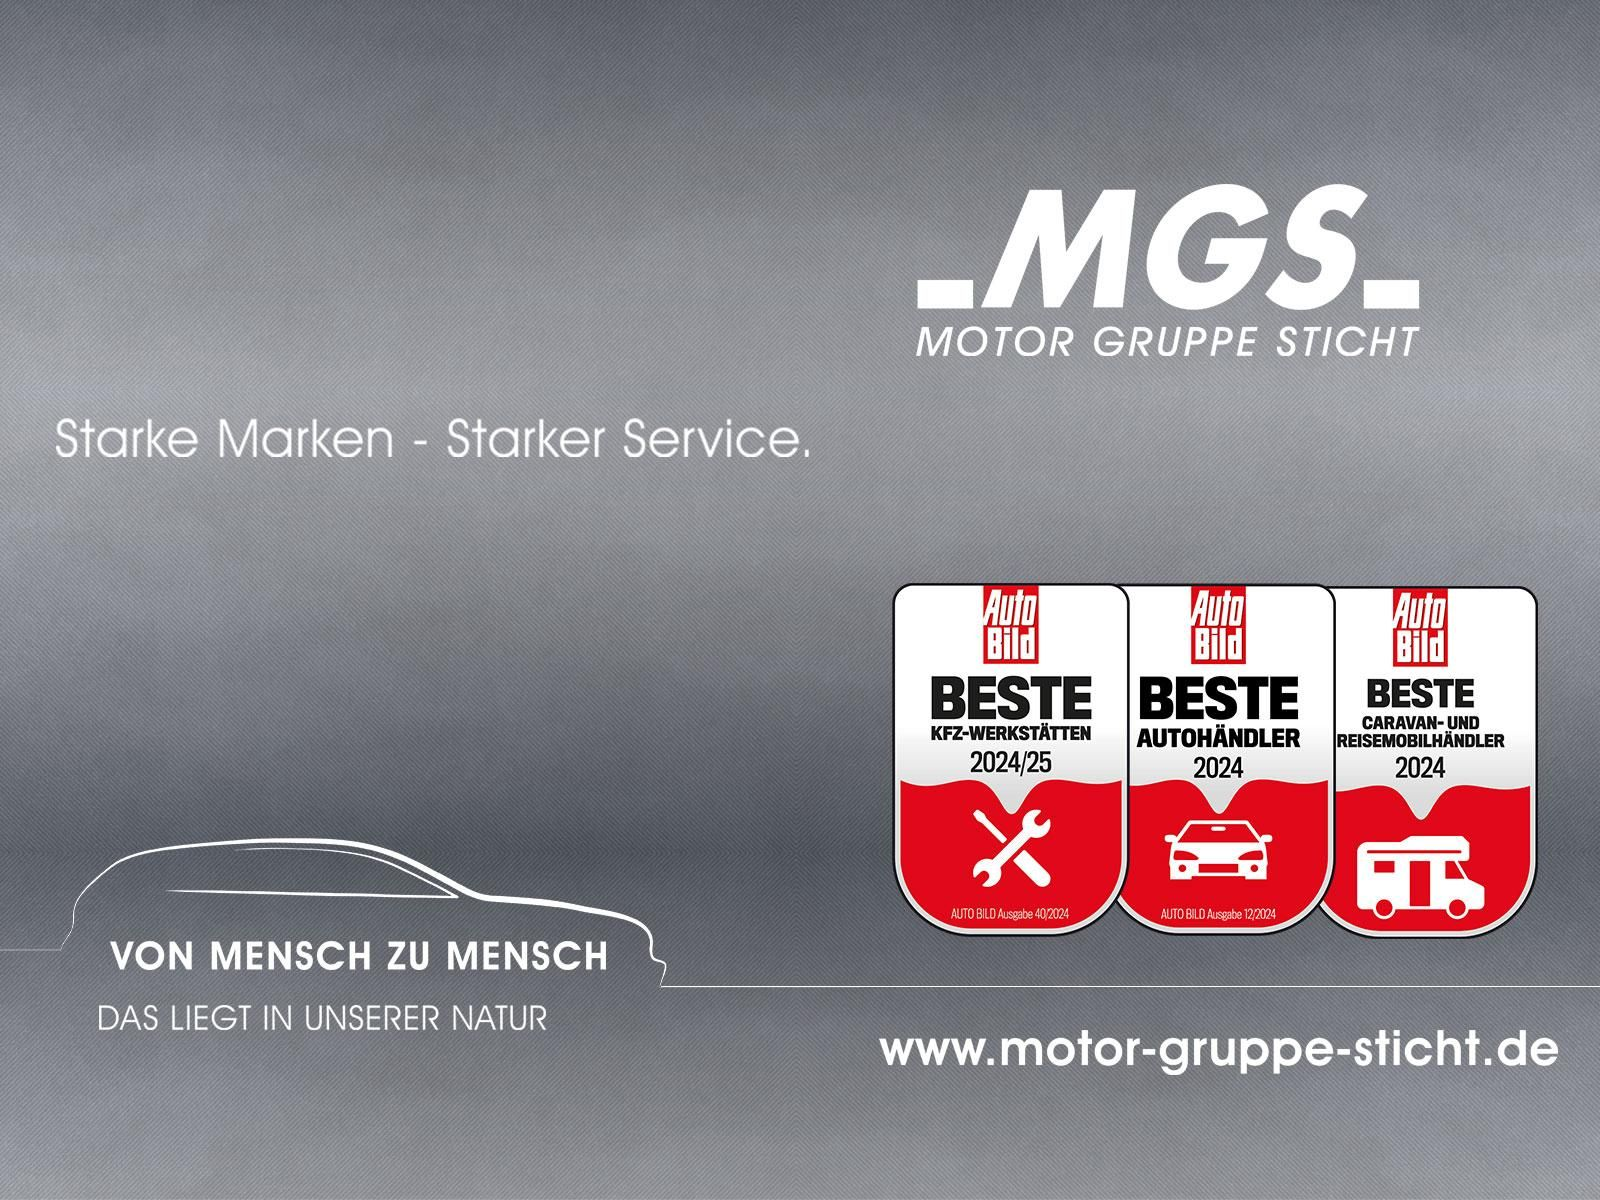 MGS
MOTOR GRUPPE STICHT
Starke Marken - Starker Service.
Auto
Bild
BESTE
KFZ-WERKSTÄTTEN
2024/25
AUTO BILD Ausgabe 40/2024
Auto
Bild
BESTE
AUTOHÄNDLER
2024
AUTO BILD Ausgabe 12/2024
Auto
Bild
BESTE
CARAVAN- UND
REISEMOBILHÄNDLER
2024
VON MENSCH ZU MENSCH
DAS LIEGT IN UNSERER NATUR
www.motor-gruppe-sticht.de